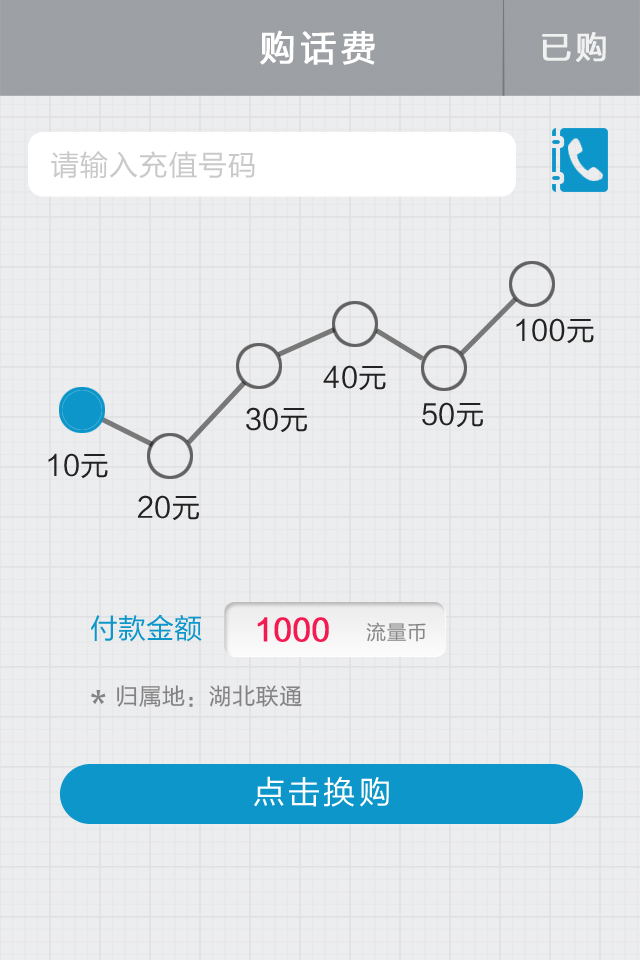 购话费
已购
请输入充值号码
100元
40元
50元
30元
10元
20元
付款金额 1000 流量币
* 归属地：湖北联通
点击换购